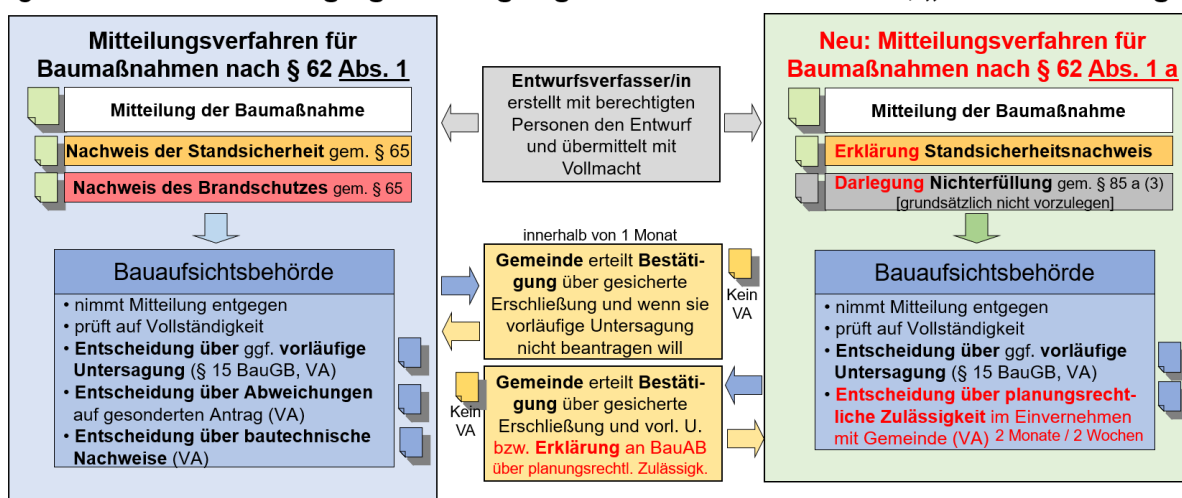 Mitteilungsverfahren für
Baumaßnahmen nach § 62 Abs. 1
Mitteilung der Baumaßnahme
Nachweis der Standsicherheit gem. § 65
Nachweis des Brandschutzes gem. § 65
Bauaufsichtsbehörde
• nimmt Mitteilung entgegen
• prüft auf Vollständigkeit
• Entscheidung über ggf. vorläufige
Untersagung (§ 15 BauGB, VA)
• Entscheidung über Abweichungen
auf gesonderten Antrag (VA)
• Entscheidung über bautechnische
Nachweise (VA)
Entwurfsverfasser/in
erstellt mit berechtigten
Personen den Entwurf
und übermittelt mit
Vollmacht
innerhalb von 1 Monat
Gemeinde erteilt Bestäti-
gung über gesicherte
Erschließung und wenn sie
vorläufige Untersagung
nicht beantragen will
Kein
VA
Kein
VA
Gemeinde erteilt Bestäti-
gung über gesicherte
Erschließung und vorl. U.
bzw. Erklärung an BauAB
über planungsrechtl. Zulässigk.
Neu: Mitteilungsverfahren für
Baumaßnahmen nach § 62 Abs. 1 a
Mitteilung der Baumaßnahme
Erklärung Standsicherheitsnachweis
Darlegung Nichterfüllung gem. § 85 a (3)
[grundsätzlich nicht vorzulegen]
Bauaufsichtsbehörde
• nimmt Mitteilung entgegen
• prüft auf Vollständigkeit
• Entscheidung über ggf. vorläufige
Untersagung (§ 15 BauGB, VA)
• Entscheidung über planungsrecht-
liche Zulässigkeit im Einvernehmen
mit Gemeinde (VA) 2 Monate / 2 Wochen